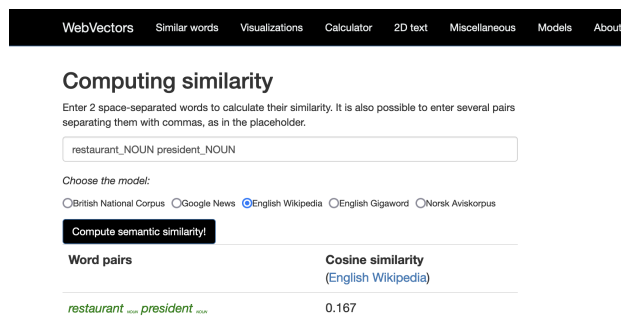 WebVectors Similar words Visualizations Calculator 2D text Miscellaneous Models About
Computing similarity
Enter 2 space-separated words to calculate their similarity. It is also possible to enter several pairs
separating them with commas, as in the placeholder.
restaurant_NOUN president_NOUN
Choose the model:
British National Corpus Google News English Wikipedia English Gigaword Norsk Aviskorpus
Compute semantic similarity!
Word pairs Cosine similarity
(English Wikipedia)
restaurant NOUN president NOUN 0.167